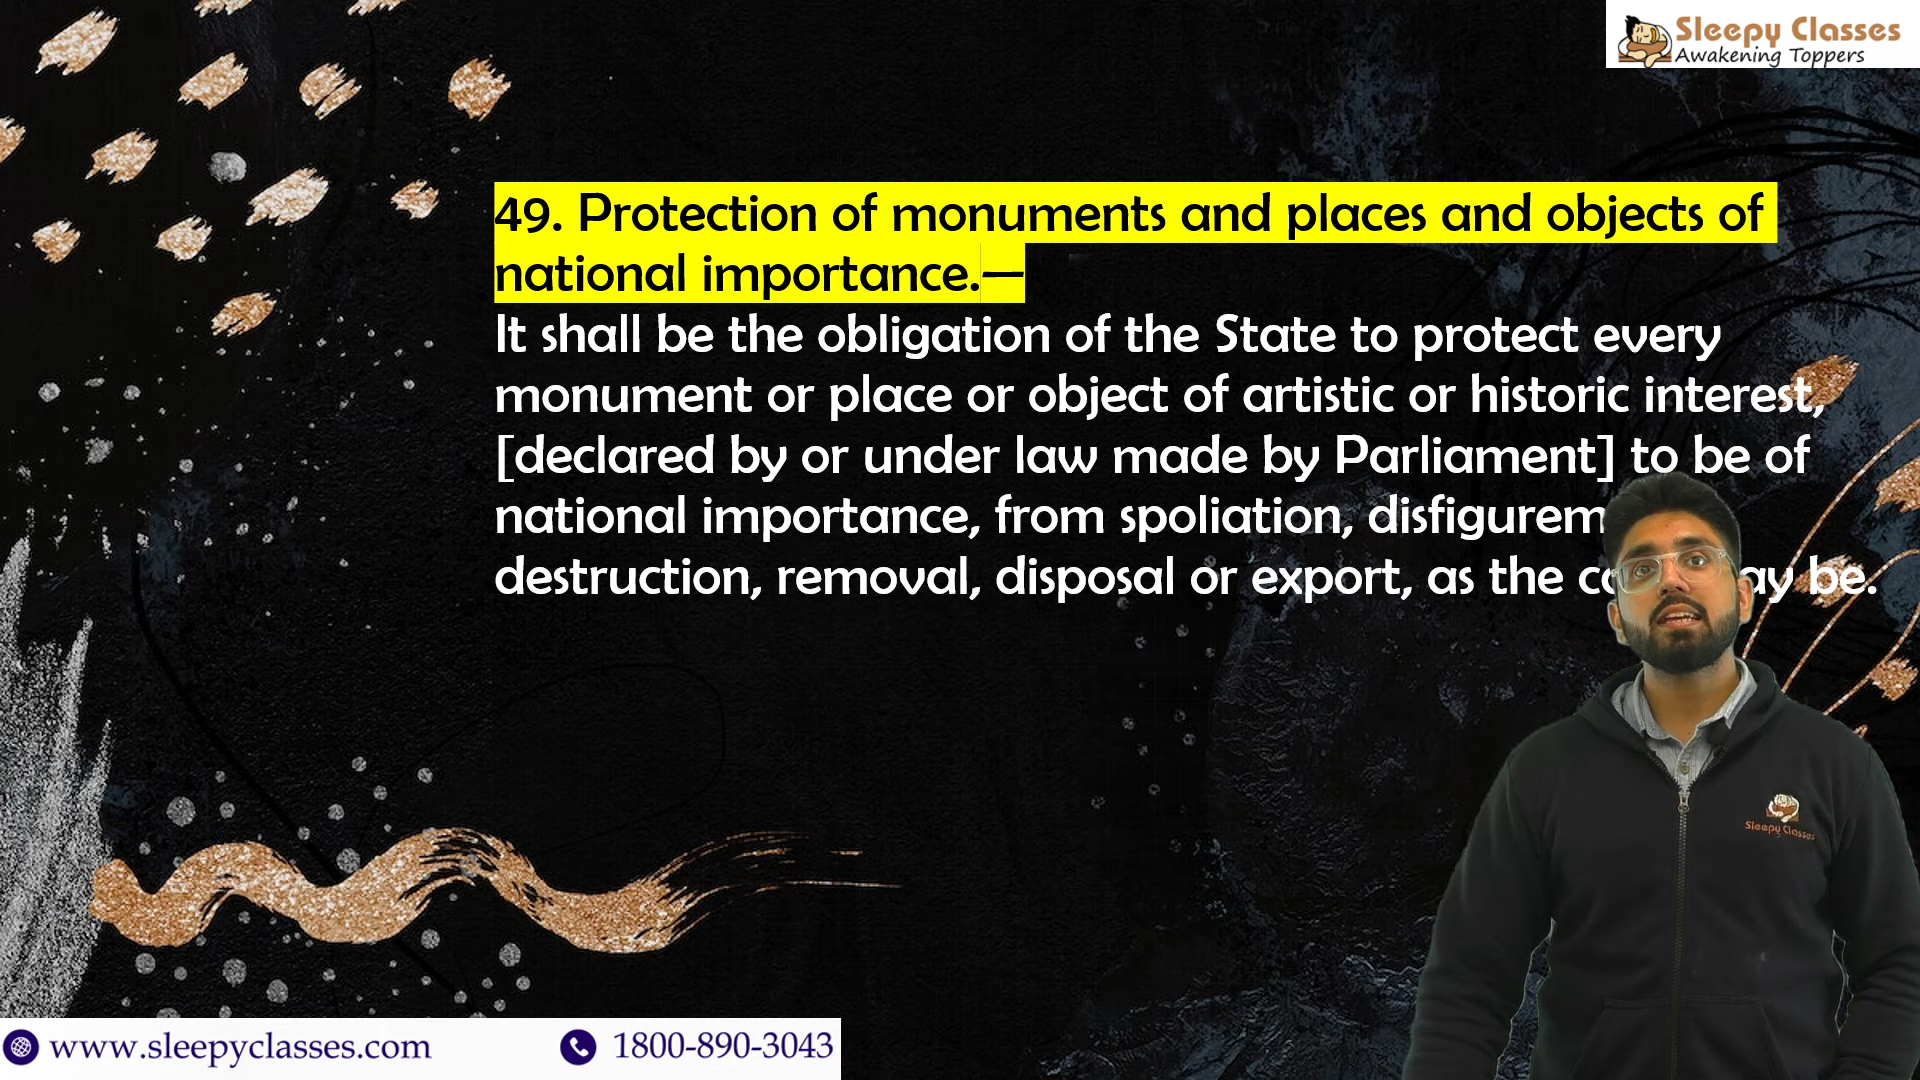 Sleepy Classes
Awakening Toppers
49. Protection of monuments and places and objects of
national importance.—
It shall be the obligation of the State to protect every
monument or place or object of artistic or historic interest,
[declared by or under law made by Parliament] to be of
national importance, from spoliation,
destruction, removal, disposal or export, as the be.
Sleepy Classes
www.sleepyclasses.com 1800-890-3043